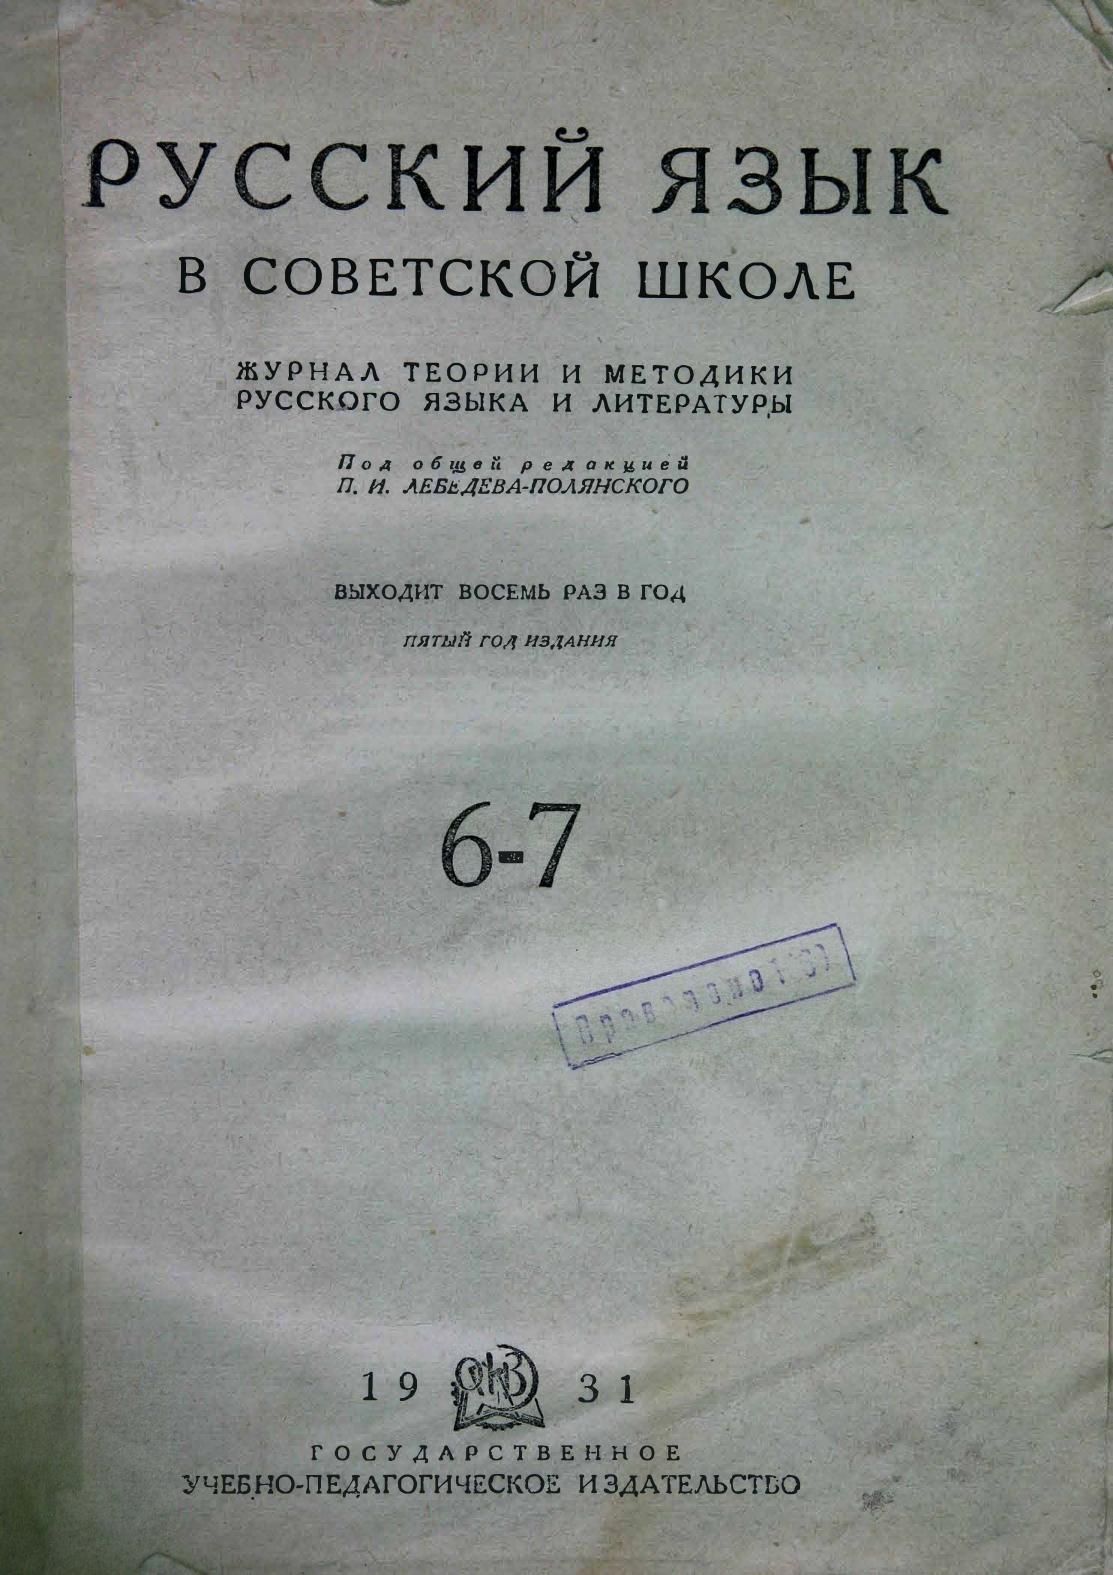 РУССКИЙ ЯЗЫК
В СОВЕТСКОЙ ШКОЛЕ
ЖУРНАЛ ТЕОРИИ И МЕТОДИКИ
РУССКОГО ЯЗЫКА И ЛИТЕРАТУРЫ
Под общей редакцией
П. И. ЛЕБЕДЕВА-ПОЛЯНСКОГО
ВЫХОДИТ ВОСЕМЬ РАЗ В ГОД
ПЯТЫЙ ГОД ИЗДАНИЯ
6-7
19 31
ГОСУДАРСТВЕННОЕ
УЧЕБНО-ПЕДАГОГИЧЕСКОЕ ИЗДАТЕЛЬСТВО